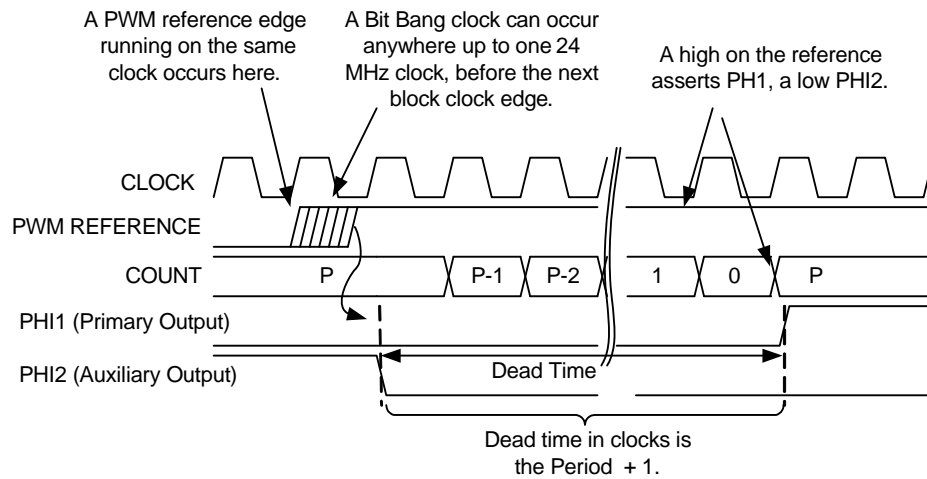 A PWM reference edge
running on the same
clock occurs here.
A Bit Bang clock can occur
anywhere up to one 24
MHz clock, before the next
block clock edge.
A high on the reference
asserts PH1, a low PHI2.
CLOCK
PWM REFERENCE
COUNT
P
P-1
P-2
1
0
P
PHI1 (Primary Output)
PHI2 (Auxiliary Output)
Dead Time
Dead time in clocks is
the Period + 1.